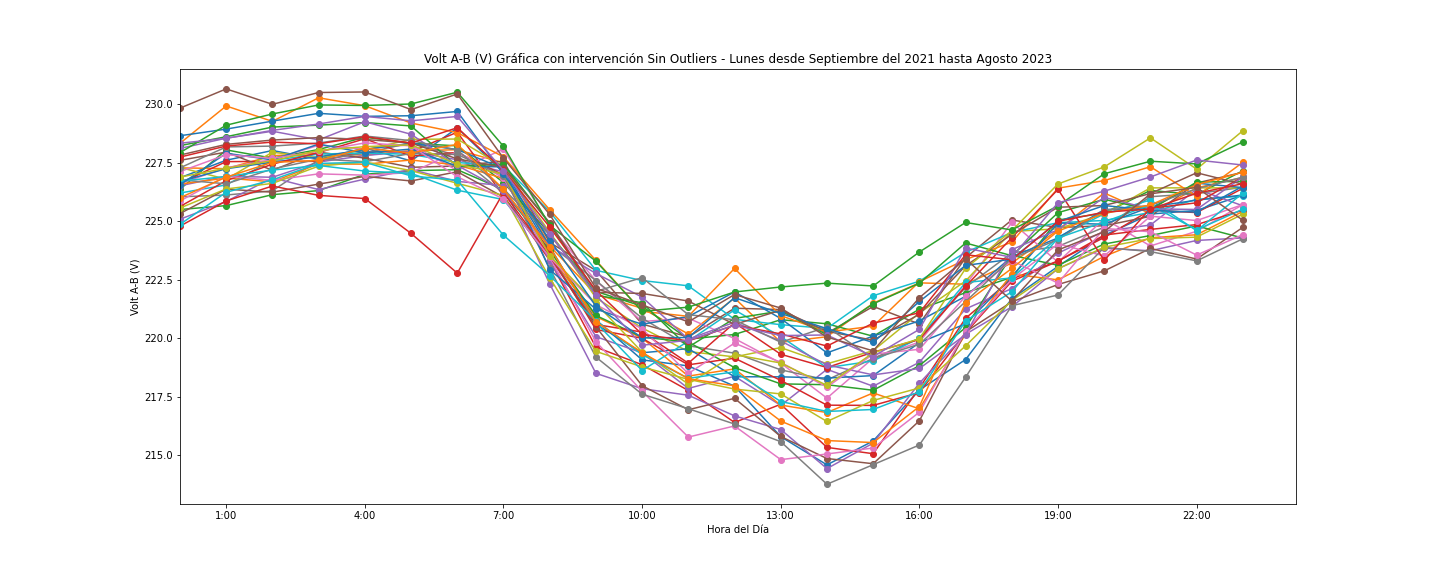 Volt A-B (V) Gráfica con intervención Sin Outliers - Lunes desde Septiembre del 2021 hasta Agosto 2023
230.0
227.5
225.0
222.5
220.0
217.5
215.0
Volt A-B (V)
1:00 4:00 7:00 10:00 13:00 16:00 19:00 22:00
Hora del Día